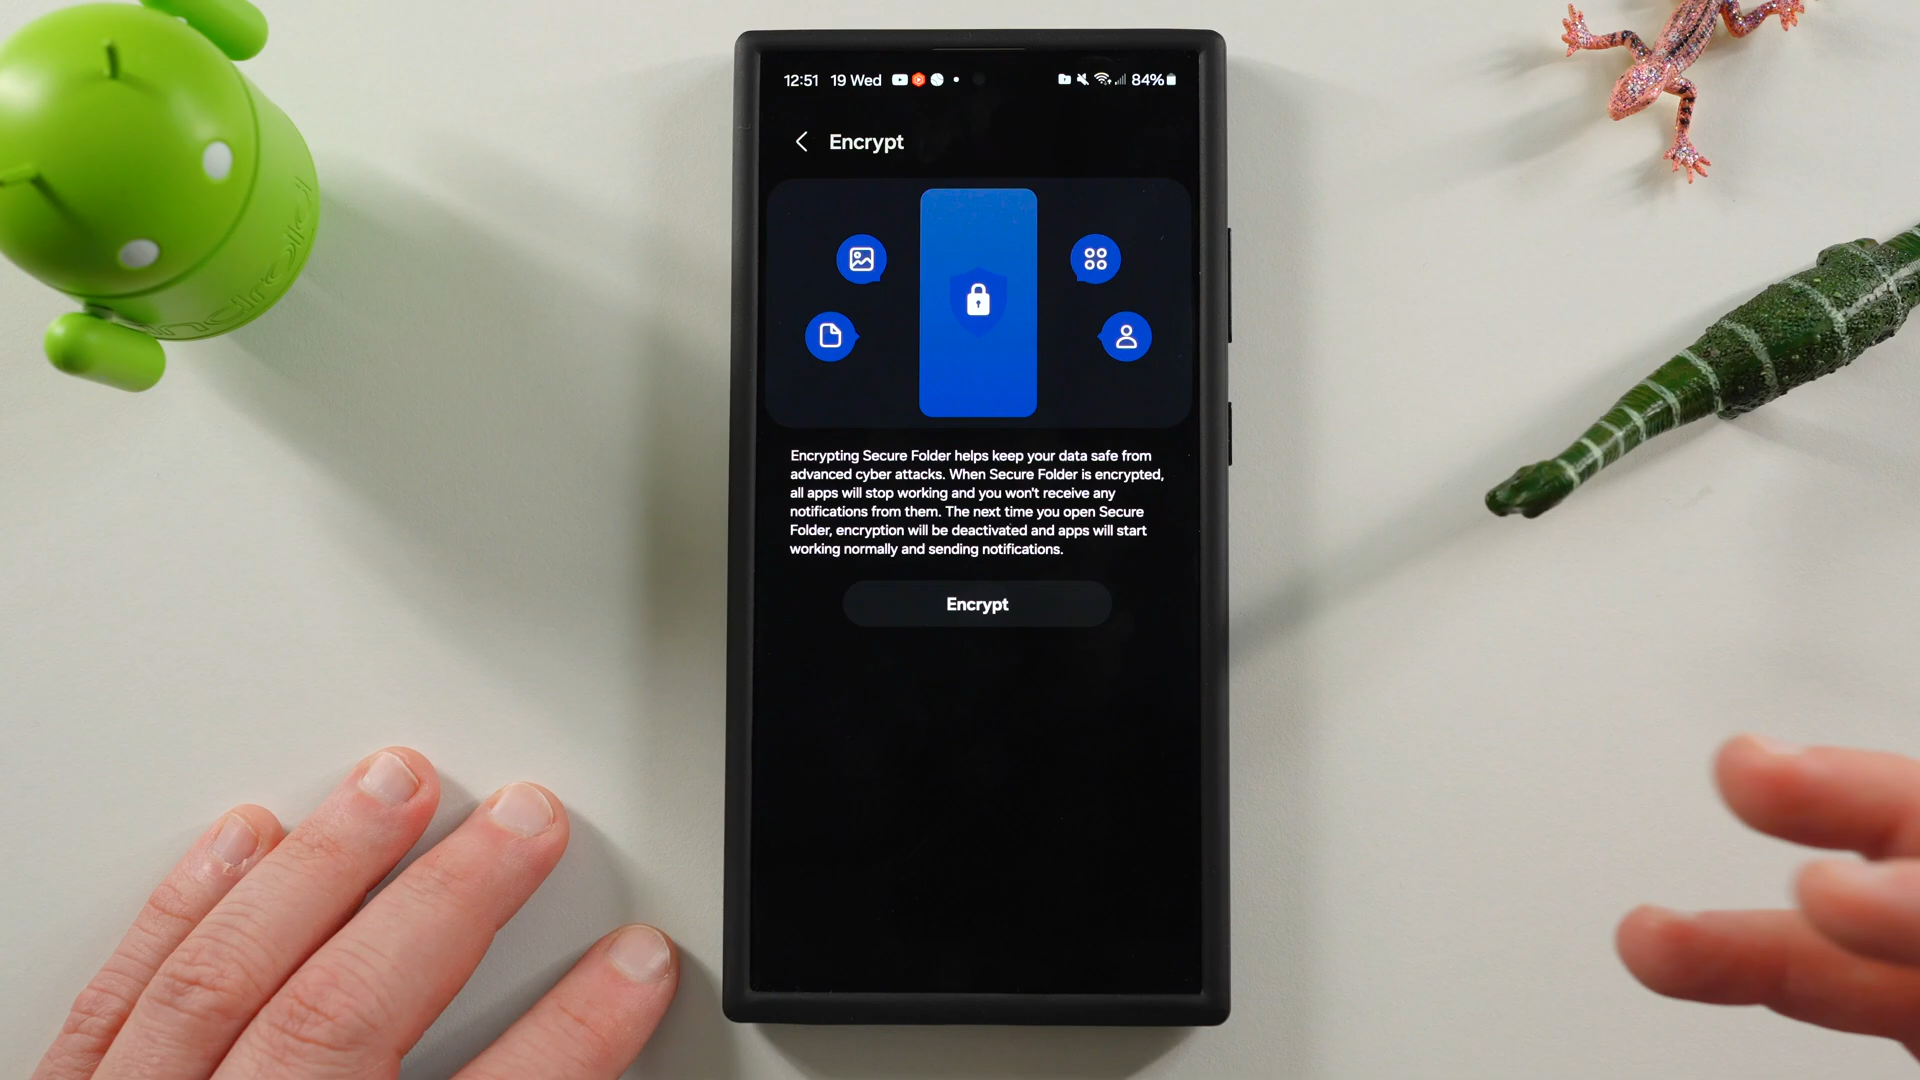 12:51 19 Wed 84%
Encrypt
Encrypting Secure Folder helps keep your data safe from
advanced cyber attacks. When Secure Folder is encrypted,
all apps will stop working and you won't receive any
notifications from them. The next time you open Secure
Folder, encryption will be deactivated and apps will start
working normally and sending notifications.
Encrypt